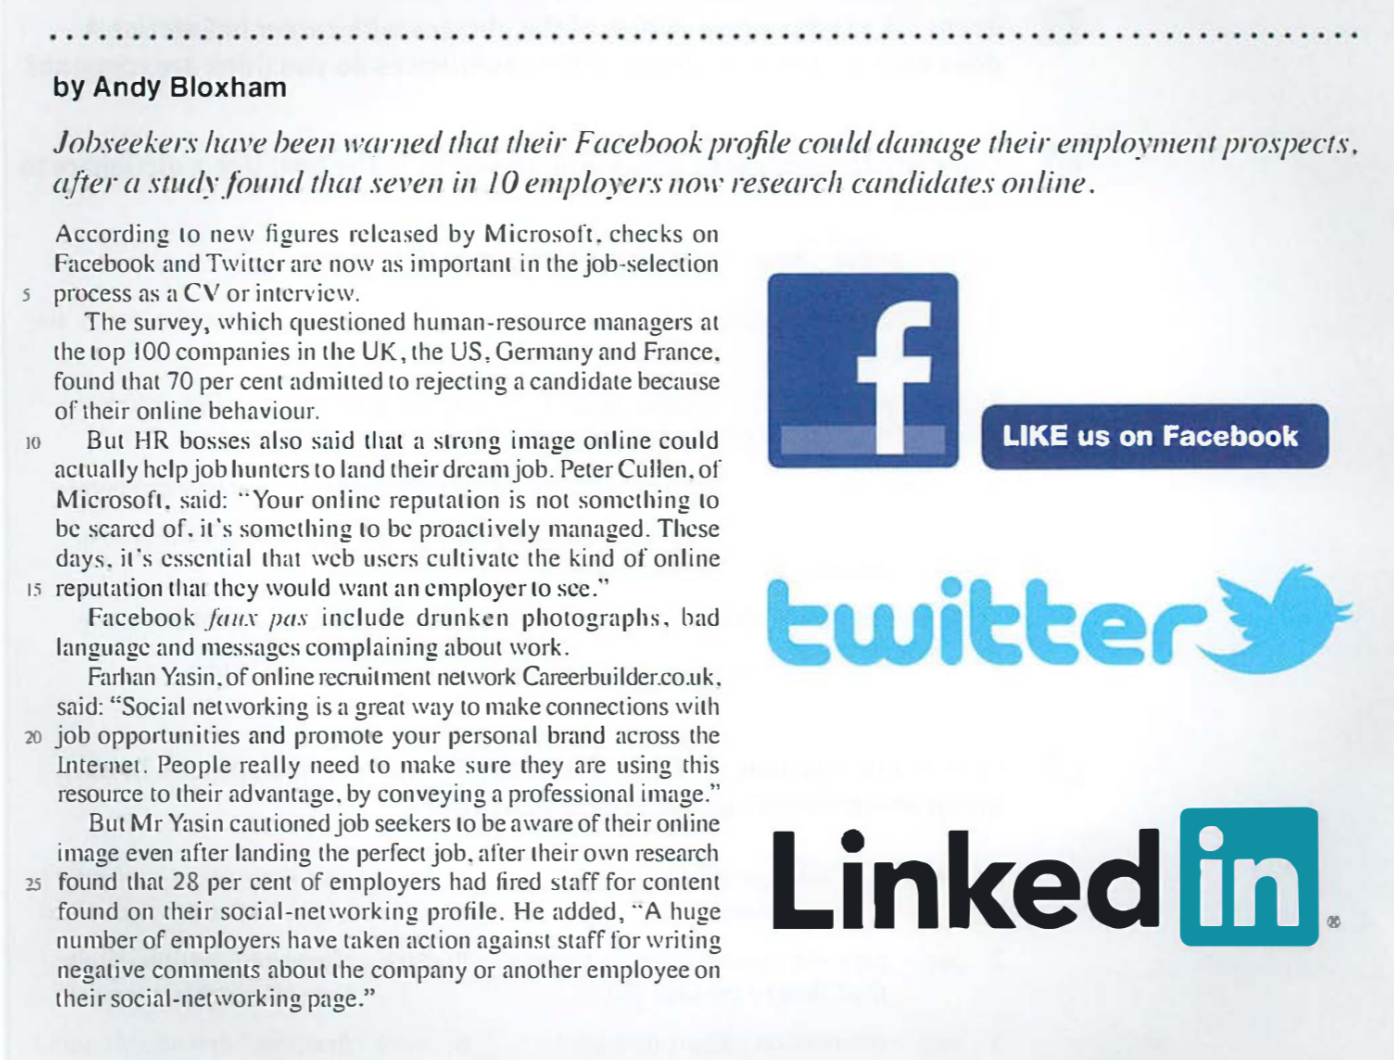 by Andy Bloxham
Jobseekers have been warned that their Facebook profile could damage their employment prospects,
after a study found that seven in 10 employers now research candidates online.
According to new figures released by Microsoft, checks on
Facebook and Twitter are now as important in the job-selection
5 process as a CV or interview.
The survey, which questioned human-resource managers at
the top 100 companies in the UK, the US, Germany and France,
found that 70 per cent admitted to rejecting a candidate because
of their online behaviour.
10 But HR bosses also said that a strong image online could
actually help job hunters to land their dream job. Peter Cullen, of
Microsoft, said: “Your online reputation is not something to
be scared of, it's something to be proactively managed. These
days, it's essential that web users cultivate the kind of online
15 reputation that they would want an employer to see.”
Facebook faux pas include drunken photographs, bad
language and messages complaining about work.
Farhan Yasin, of online recruitment network Careerbuilder.co.uk,
said: “Social networking is a great way to make connections with
20 job opportunities and promote your personal brand across the
Internet. People really need to make sure they are using this
resource to their advantage, by conveying a professional image.”
But Mr Yasin cautioned job seekers to be aware of their online
image even after landing the perfect job, after their own research
25 found that 28 per cent of employers had fired staff for content
found on their social-networking profile. He added, “A huge
number of employers have taken action against staff for writing
negative comments about the company or another employee on
their social-networking page.”
f
LIKE us on Facebook
twitter
Linked in ®